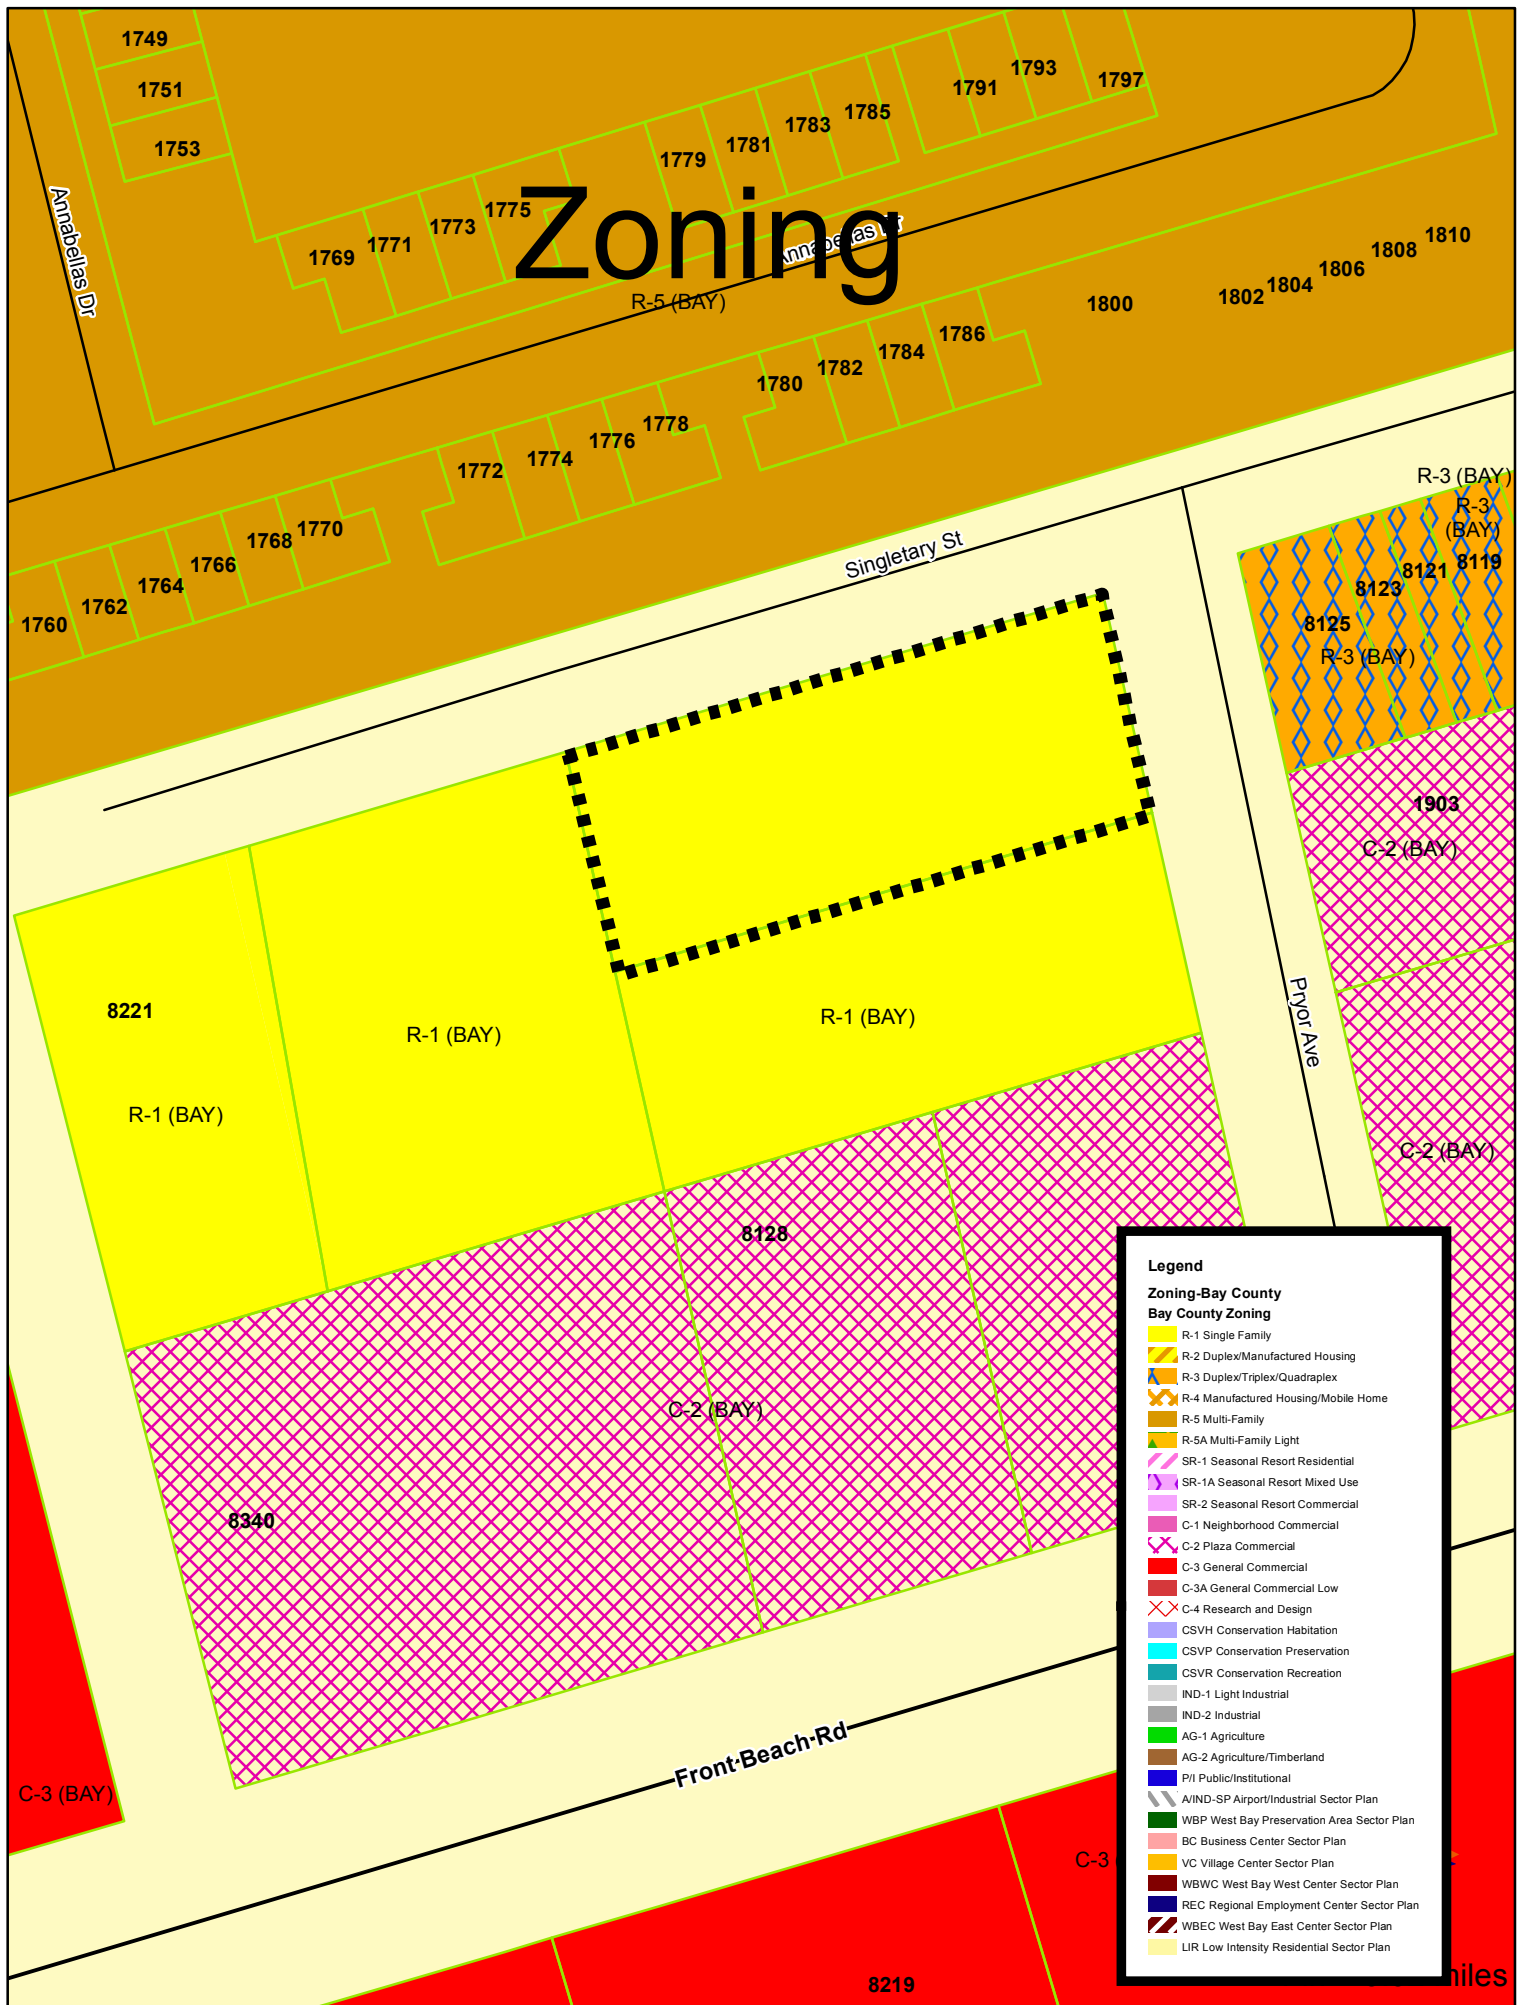 1749
1751
1753
1793
1797
1791
1785
1783
1781
1779
Zoning
Annabellas Dr
1775
1773
1771
1769
Annabellas Dr
R-5 (BAY)
1810
1808
1806
1804
1802
1800
1786
1784
1782
1780
1778
1776
1774
1772
1770
1768
1766
1764
1762
1760
Singletary St
R-3 (BAY)
R-3
(BAY)
8119
8121
8123
8125
R-3 (BAY)
1903
C-2 (BAY)
8221
R-1 (BAY)
R-1 (BAY)
R-1 (BAY)
Pryor Ave
C-2 (BAY)
8128
C-2 (BAY)
8340
Front Beach Rd
C-3 (BAY)
C-3
8219
miles
Legend
Zoning-Bay County
Bay County Zoning
R-1 Single Family
R-2 Duplex/Manufactured Housing
R-3 Duplex/Triplex/Quadraplex
R-4 Manufactured Housing/Mobile Home
R-5 Multi-Family
R-5A Multi-Family Light
SR-1 Seasonal Resort Residential
SR-1A Seasonal Resort Mixed Use
SR-2 Seasonal Resort Commercial
C-1 Neighborhood Commercial
C-2 Plaza Commercial
C-3 General Commercial
C-3A General Commercial Low
C-4 Research and Design
CSVH Conservation Habitation
CSVP Conservation Preservation
CSVR Conservation Recreation
IND-1 Light Industrial
IND-2 Industrial
AG-1 Agriculture
AG-2 Agriculture/Timberland
P/I Public/Institutional
A/IND-SP Airport/Industrial Sector Plan
WBP West Bay Preservation Area Sector Plan
BC Business Center Sector Plan
VC Village Center Sector Plan
WBWC West Bay West Center Sector Plan
REC Regional Employment Center Sector Plan
WBEC West Bay East Center Sector Plan
LIR Low Intensity Residential Sector Plan